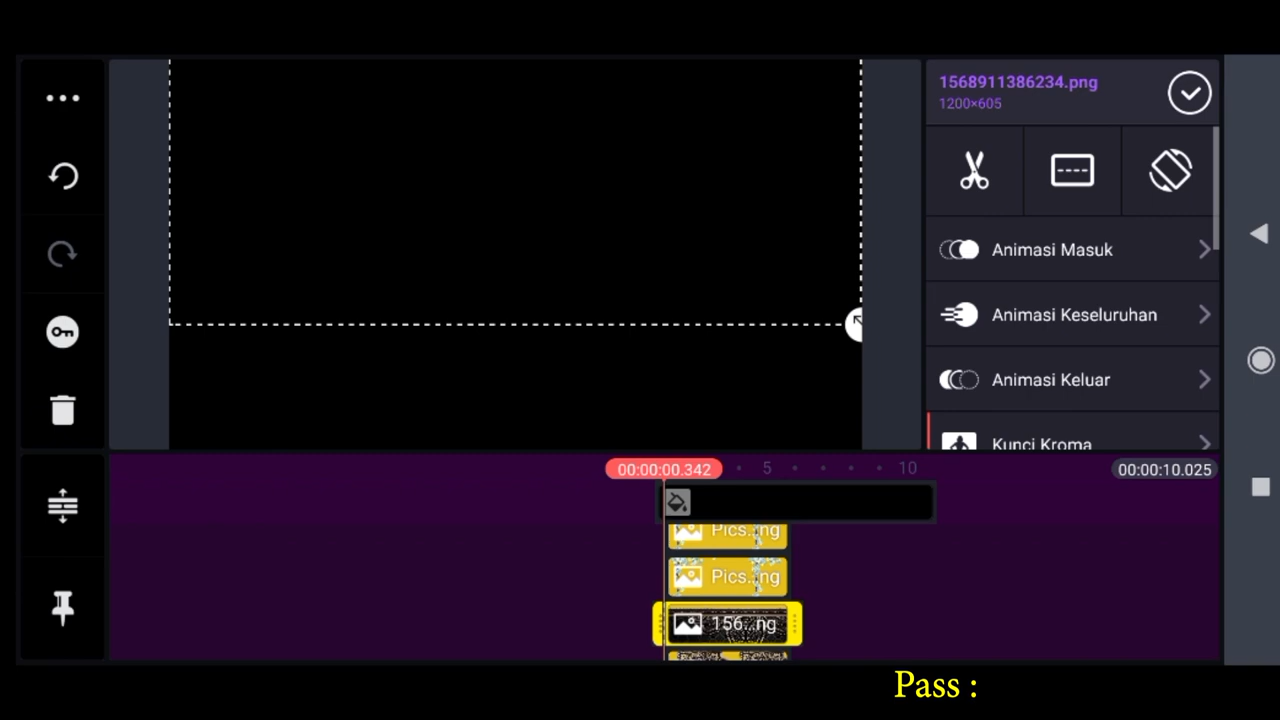 1568911386234.png
1200×605
Animasi Masuk
Animasi Keseluruhan
Animasi Keluar
Kunci Kroma
00:00:00.342
5
10
00:00:10.025
Pics..ng
Pics..ng
156...ng
Pass :